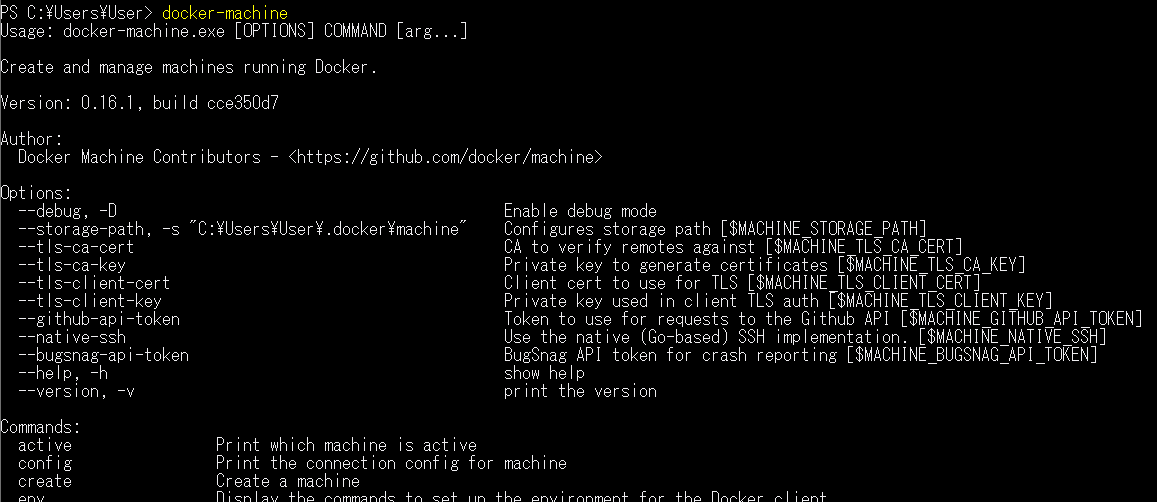 PS C:¥Users¥User> docker-machine
Usage: docker-machine.exe [OPTIONS] COMMAND [arg...]
Create and manage machines running Docker.
Version: 0.16.1, build cce350d7
Author:
Docker Machine Contributors - <https://github.com/docker/machine>
Options:
--debug, -D Enable debug mode
--storage-path, -s "C:¥Users¥User¥.docker¥machine" Configures storage path [$MACHINE_STORAGE_PATH]
--tls-ca-cert CA to verify remotes against [$MACHINE_TLS_CA_CERT]
--tls-ca-key Private key to generate certificates [$MACHINE_TLS_CA_KEY]
--tls-client-cert Client cert to use for TLS [$MACHINE_TLS_CLIENT_CERT]
--tls-client-key Private key used in client TLS auth [$MACHINE_TLS_CLIENT_KEY]
--github-api-token Token to use for requests to the Github API [$MACHINE_GITHUB_API_TOKEN]
--native-ssh Use the native (Go-based) SSH implementation. [$MACHINE_NATIVE_SSH]
--bugsnag-api-token BugSnag API token for crash reporting [$MACHINE_BUGSNAG_API_TOKEN]
--help, -h show help
--version, -v print the version
Commands:
active Print which machine is active
config Print the connection config for machine
create Create a machine
env Display the commands to set up the environment for the Docker client